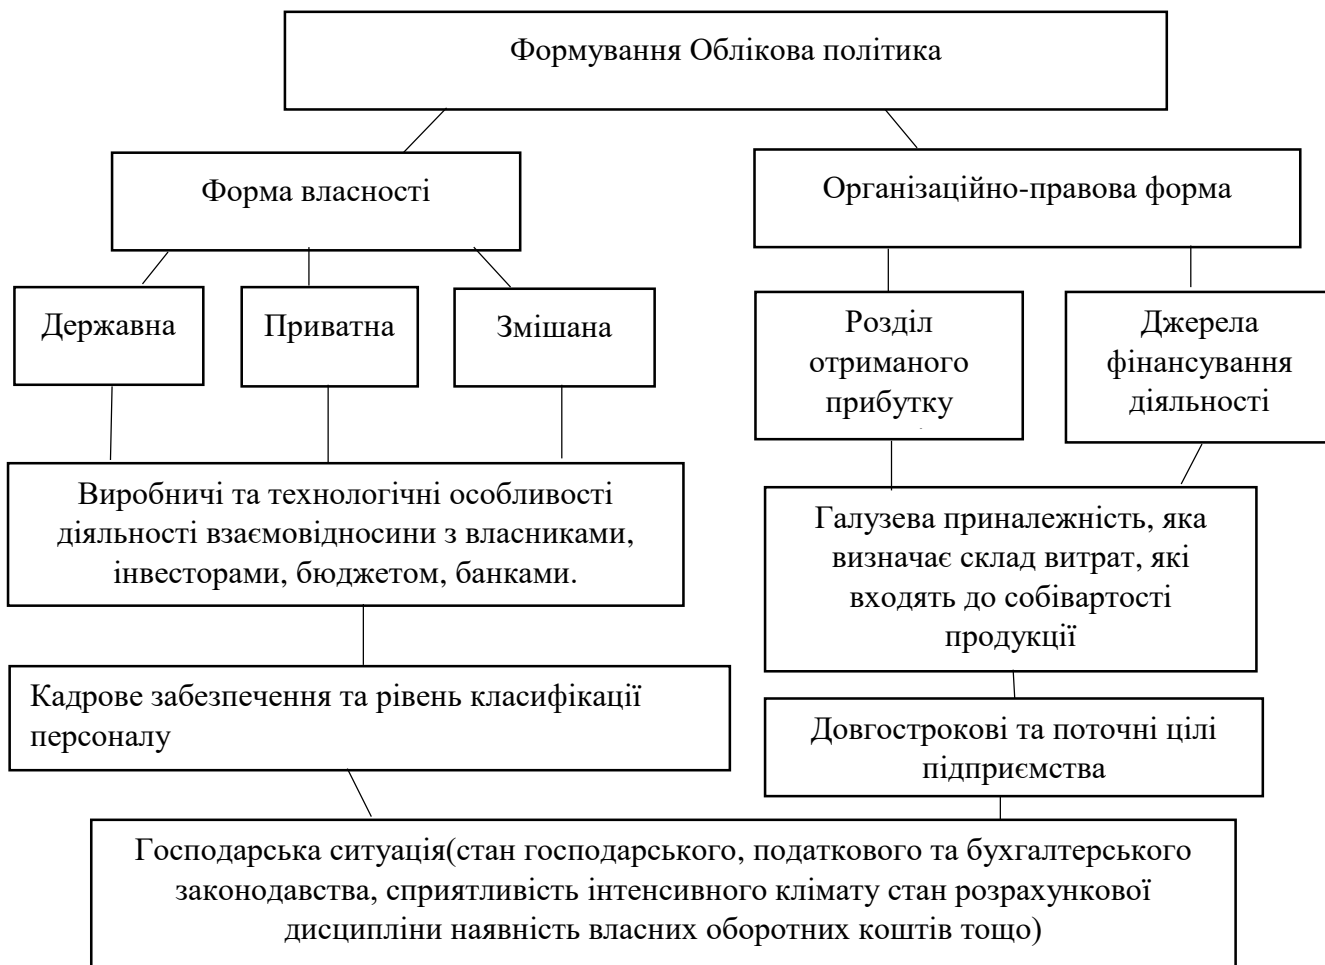 Формування Облікова політика
Форма власності
Організаційно-правова форма
Державна
Приватна
Змішана
Розділ
отриманого
прибутку
Джерела
фінансування
діяльності
Виробничі та технологічні особливості
діяльності взаємовідносини з власниками,
інвесторами, бюджетом, банками.
Галузева приналежність, яка
визначає склад витрат, які
входять до собівартості
продукції
Кадрове забезпечення та рівень класифікації
персоналу
Довгострокові та поточні цілі
підприємства
Господарська ситуація(стан господарського, податкового та бухгалтерського
законодавства, сприятливість інтенсивного клімату стан розрахункової
дисципліни наявність власних оборотних коштів тощо)